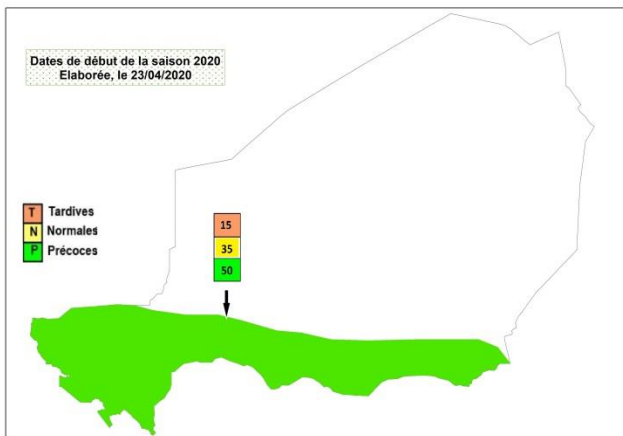 Dates de début de la saison 2020
Elaborée, le 23/04/2020
T Tardives
N Normales
P Précoces
15
35
50